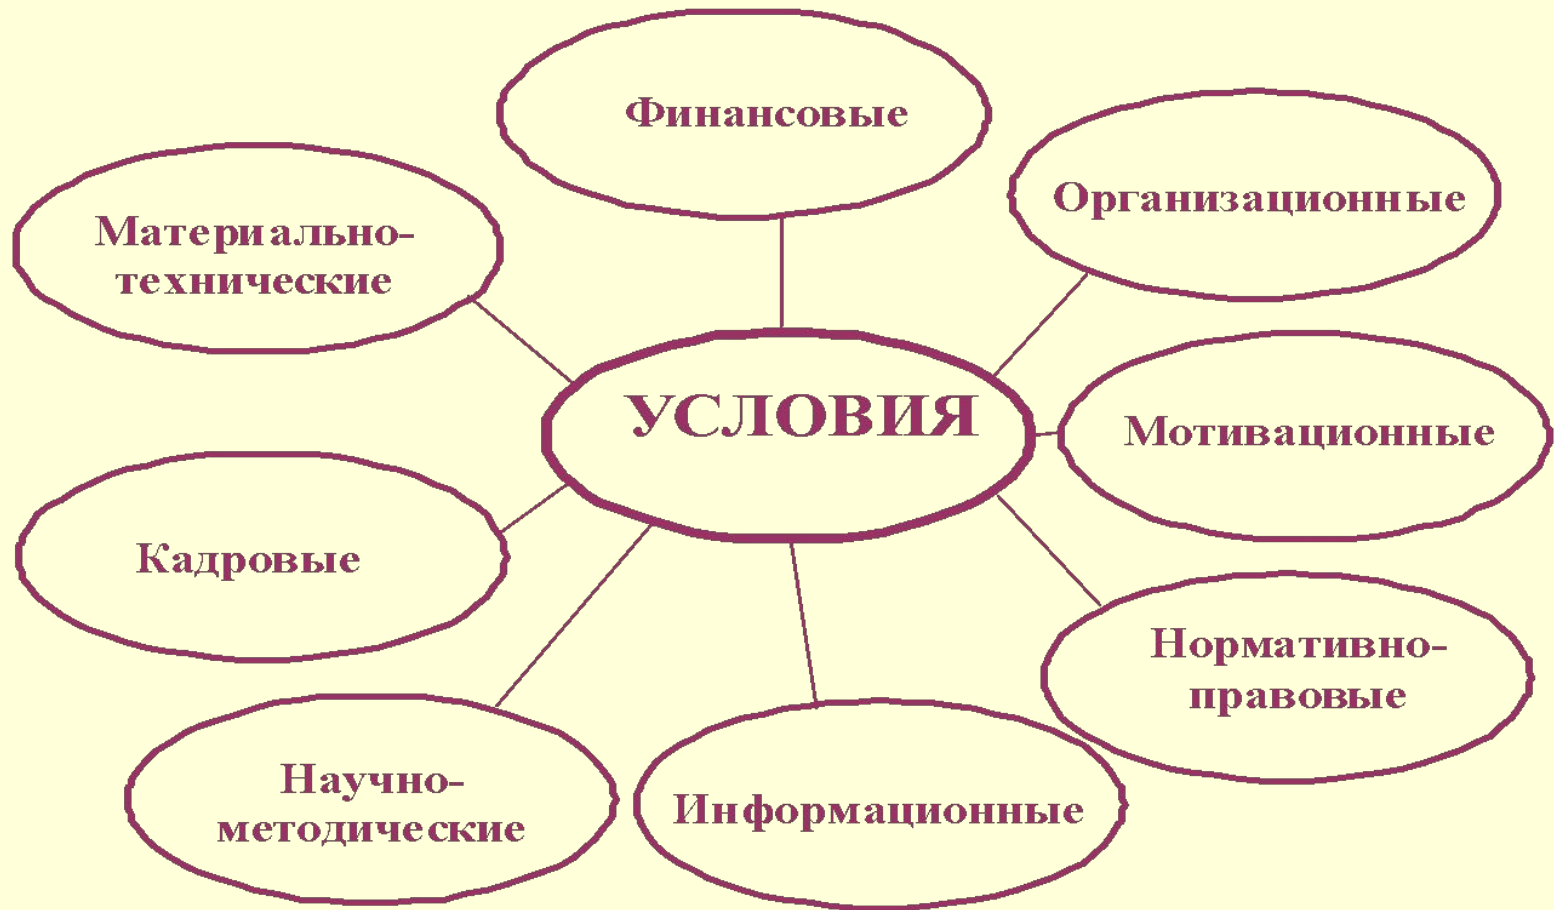 Финансовые
Организационные
Материально-
технические
УСЛОВИЯ
Мотивационные
Кадровые
Нормативно-
правовые
Научно-
методические
Информационные